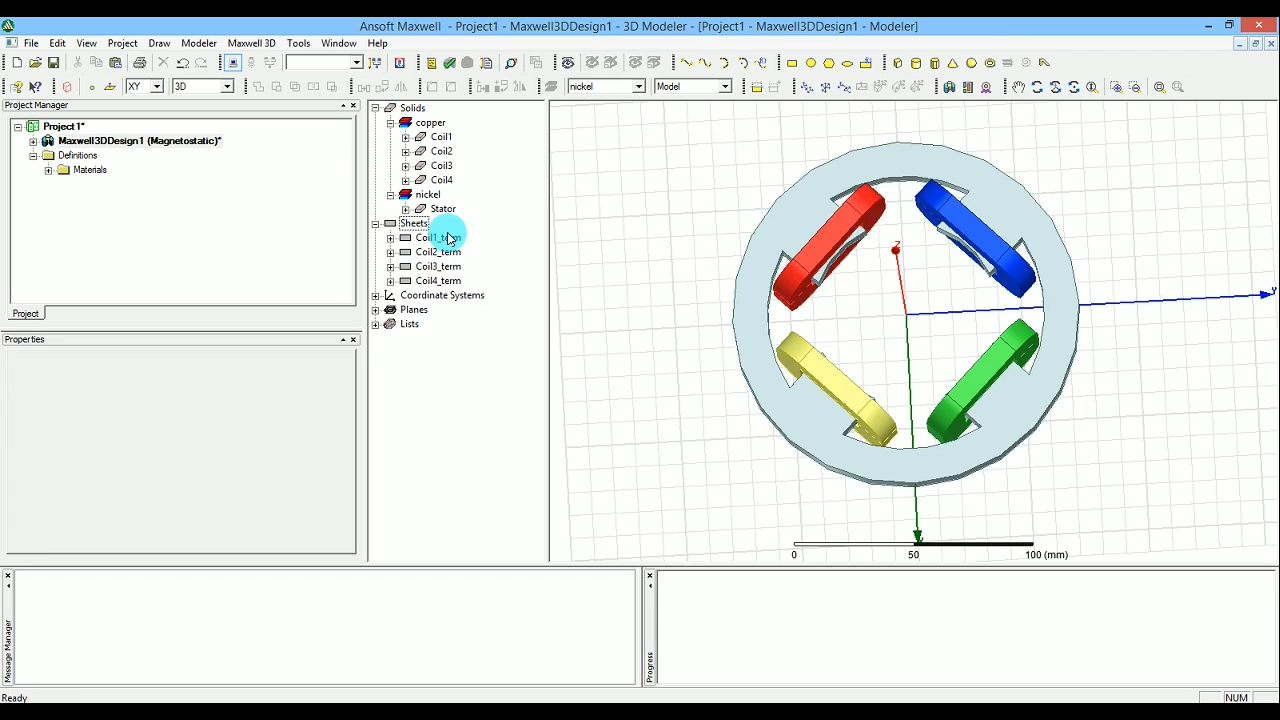 Ansoft Maxwell - Project1 - Maxwell3DDesign1 - 3D Modeler - [Project1 - Maxwell3DDesign1 - Modeler]
File Edit View Project Draw Modeler Maxwell 3D Tools Window Help
XY 3D nickel Model
Project Manager
Project1*
Maxwell3DDesign1 (Magnetostatic)*
Definitions
Materials
Project
Properties
Solids
copper
Coil1
Coil2
Coil3
Coil4
nickel
Stator
Sheets
Coil1_term
Coil2_term
Coil3_term
Coil4_term
Coordinate Systems
Planes
Lists
Z
Y
0 50 100 (mm)
Message Manager
Progress
Ready NUM